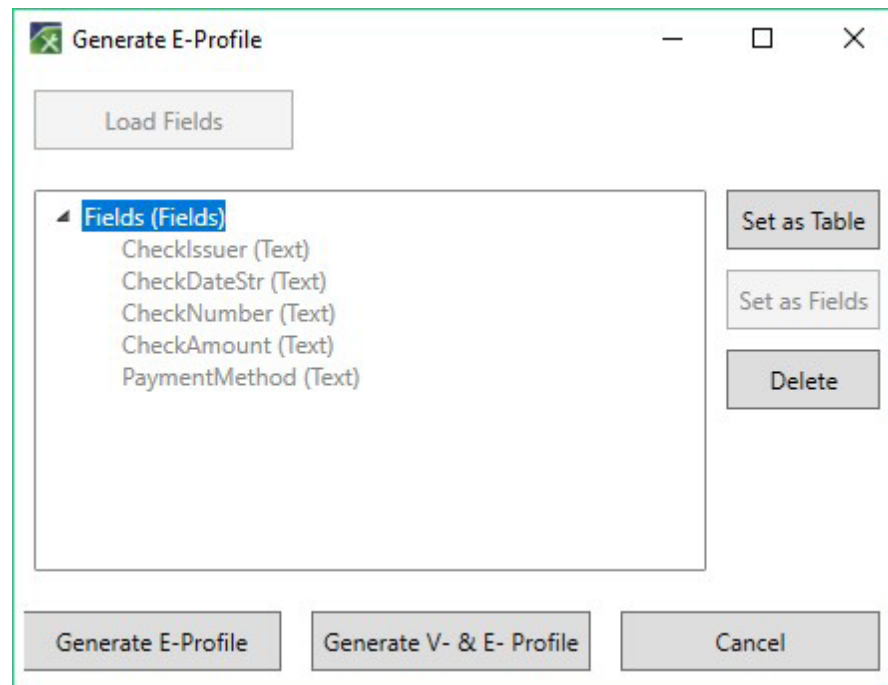 Generate E-Profile
Load Fields
Fields (Fields)
CheckIssuer (Text)
CheckDateStr (Text)
CheckNumber (Text)
CheckAmount (Text)
PaymentMethod (Text)
Set as Table
Set as Fields
Delete
Generate E-Profile
Generate V- & E- Profile
Cancel